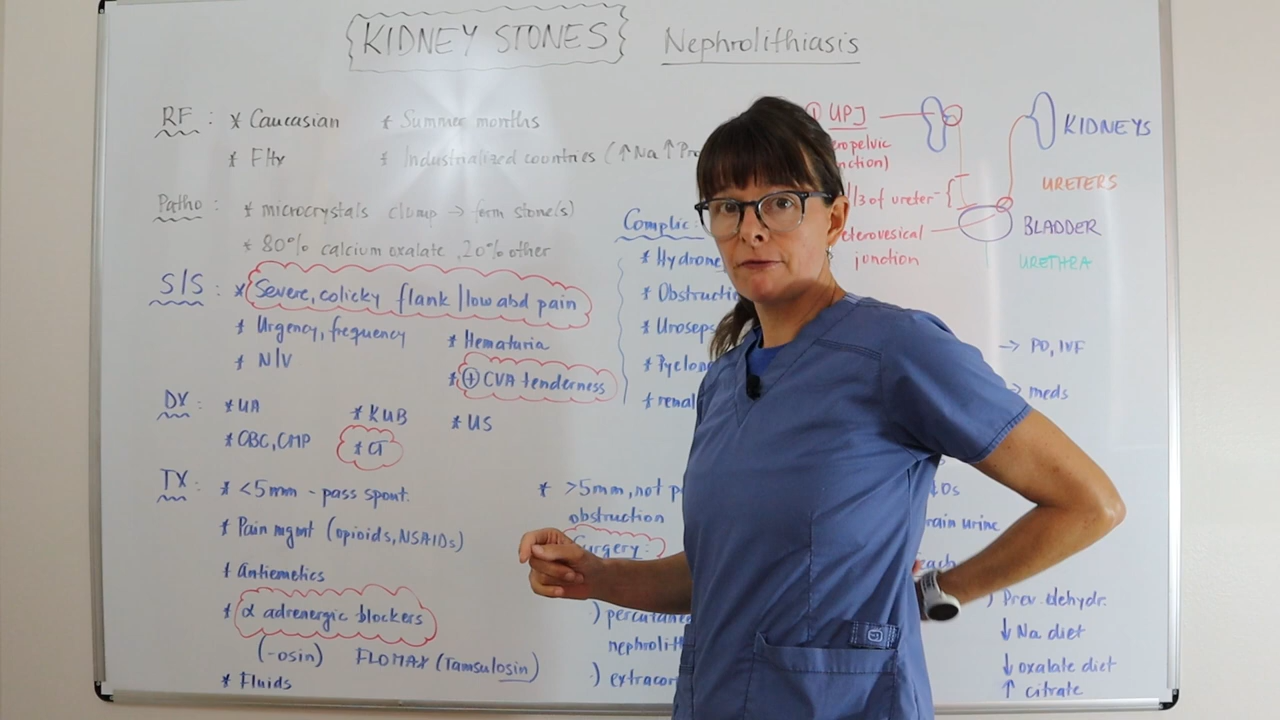 KIDNEY STONES Nephrolithiasis
RF : * Caucasian * Summer months
* FHx * Industrialized countries (↑Na ↑Pro
Patho : * microcrystals clump → form stone(s)
* 80% calcium oxalate, 20% other
S/S : * Severe, colicky flank / low abd pain
* Urgency, frequency
* Hematuria
* N/V
* (+) CVA tenderness
DX : * UA * KUB * US
* CBC, CMP * CT
TX : * <5mm - pass spont.
* Pain mgmt (opioids, NSAIDs)
* Antiemetics
* α adrenergic blockers
(-osin) FLOMAX (Tamsulosin)
* Fluids
Complic:
* Hydrone
* Obstructi
* Uroseps
* Pyelon
* renal
* >5mm, not p
obstruction
Surgery:
) percutane
nephrolit
) extracor
① UPJ
ropelvic
nction)
1/3 of ureter
eterovesical
junction
KIDNEYS
URETERS
BLADDER
URETHRA
→ PO, IVF
→ meds
Os
rain urine
each
) Prev. dehydr.
↓ Na diet
↓ oxalate diet
↑ citrate